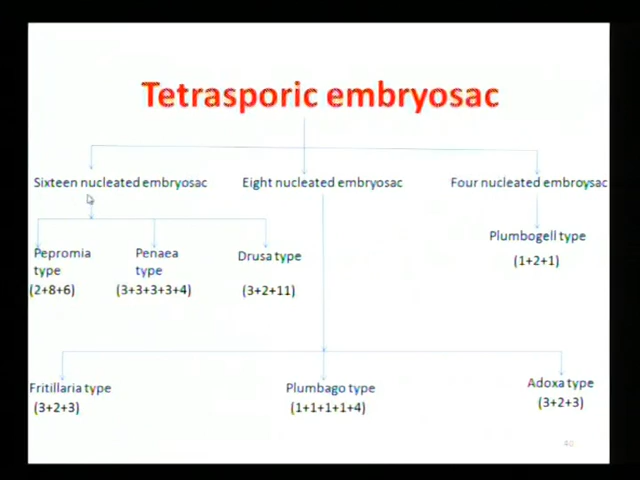 Tetrasporic embryosac
Sixteen nucleated embryosac
Eight nucleated embryosac
Four nucleated embroysac
Plumbogell type
(1+2+1)
Pepromia
type
(2+8+6)
Penaea
type
(3+3+3+3+4)
Drusa type
(3+2+11)
Fritillaria type
(3+2+3)
Plumbago type
(1+1+1+1+4)
Adoxa type
(3+2+3)
40